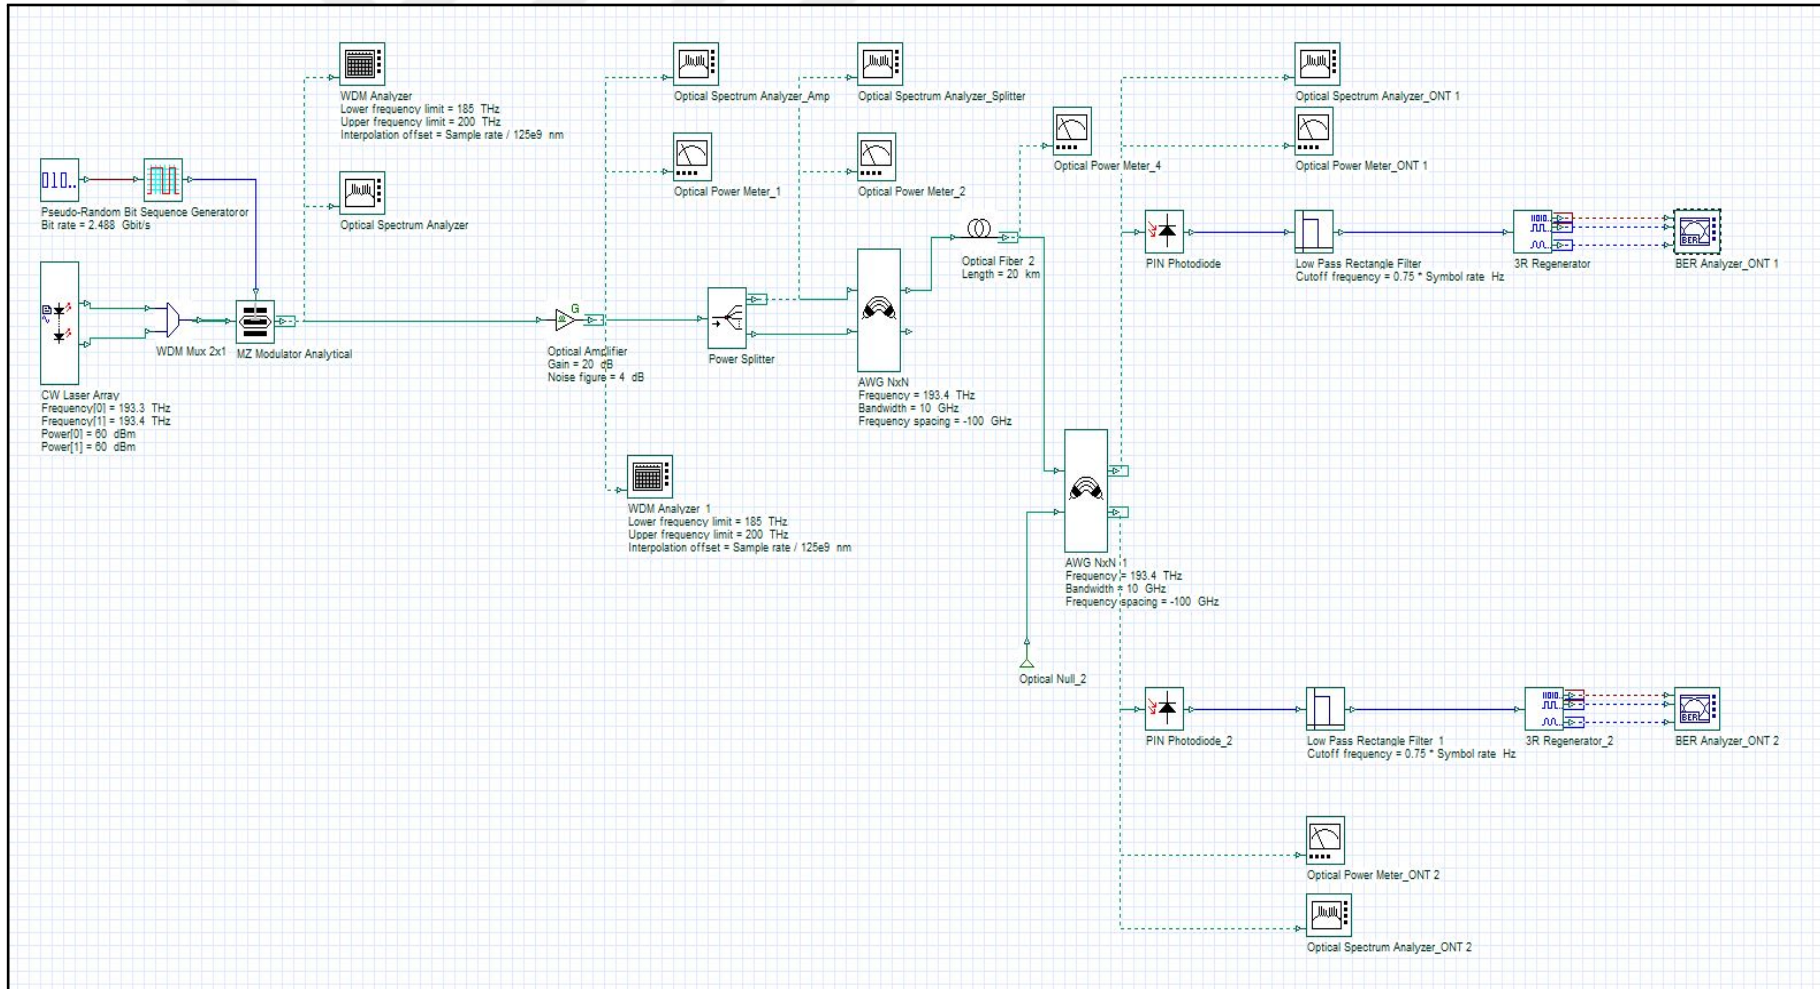 WDM Analyzer
Lower frequency limit = 185 THz
Upper frequency limit = 200 THz
Interpolation offset = Sample rate / 125e9 nm
Optical Spectrum Analyzer_Amp
Optical Spectrum Analyzer_Splitter
Optical Spectrum Analyzer_ONT 1
Optical Power Meter_4
Optical Power Meter_ONT 1
Optical Power Meter_1
Optical Power Meter_2
010..
Pseudo-Random Bit Sequence Generatoror
Bit rate = 2.488 Gbit/s
Optical Spectrum Analyzer
Optical Fiber 2
Length = 20 km
PIN Photodiode
Low Pass Rectangle Filter
Cutoff frequency = 0.75 * Symbol rate Hz
3R Regenerator
BER
BER Analyzer_ONT 1
WDM Mux 2x1
MZ Modulator Analytical
G
Optical Amplifier
Gain = 20 dB
Noise figure = 4 dB
Power Splitter
AWG NxN
Frequency = 193.4 THz
Bandwidth = 10 GHz
Frequency spacing = -100 GHz
CW Laser Array
Frequency[0] = 193.3 THz
Frequency[1] = 193.4 THz
Power[0] = 60 dBm
Power[1] = 60 dBm
WDM Analyzer 1
Lower frequency limit = 185 THz
Upper frequency limit = 200 THz
Interpolation offset = Sample rate / 125e9 nm
AWG NxN 1
Frequency = 193.4 THz
Bandwidth = 10 GHz
Frequency spacing = -100 GHz
Optical Null_2
PIN Photodiode_2
Low Pass Rectangle Filter 1
Cutoff frequency = 0.75 * Symbol rate Hz
3R Regenerator_2
BER
BER Analyzer_ONT 2
Optical Power Meter_ONT 2
Optical Spectrum Analyzer_ONT 2